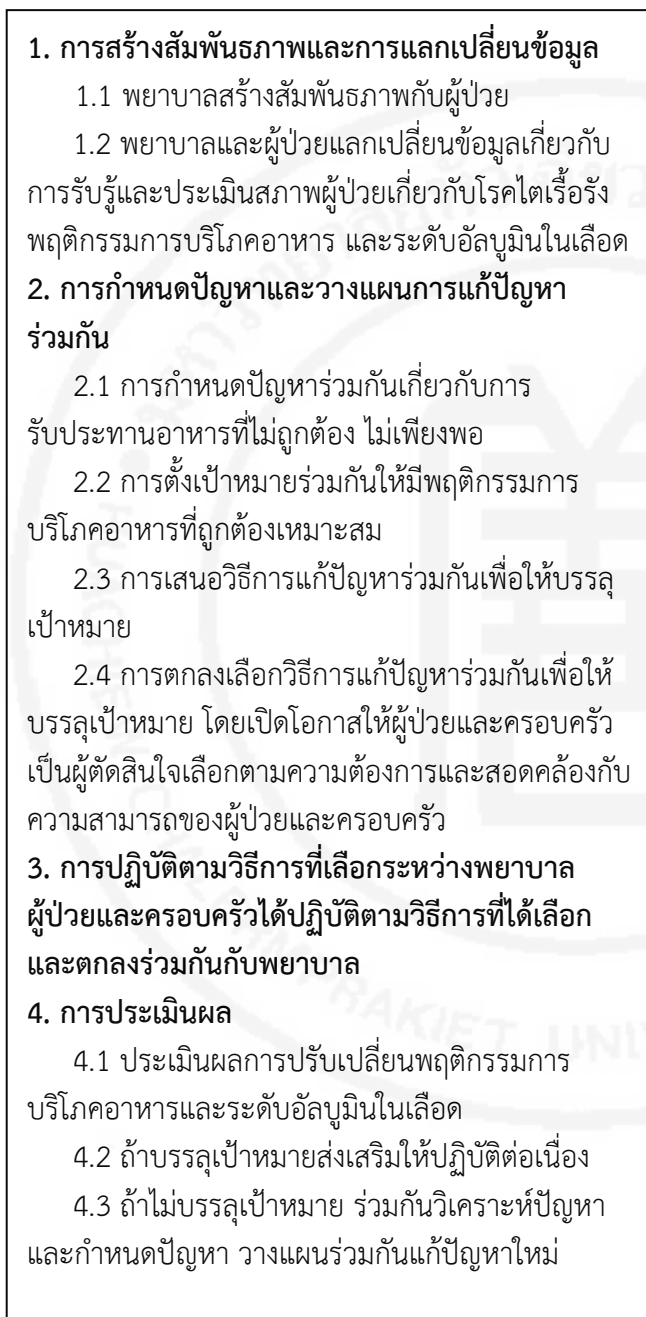 1. การสร้างสัมพันธภาพและการแลกเปลี่ยนข้อมูล
1.1 พยาบาลสร้างสัมพันธภาพกับผู้ป่วย
1.2 พยาบาลและผู้ป่วยแลกเปลี่ยนข้อมูลเกี่ยวกับ
การรับรู้และประเมินสภาพผู้ป่วยเกี่ยวกับโรคไตเรื้อรัง
พฤติกรรมการบริโภคอาหาร และระดับอัลบูมินในเลือด
2. การกำหนดปัญหาและวางแผนการแก้ปัญหา
ร่วมกัน
2.1 การกำหนดปัญหาร่วมกันเกี่ยวกับการ
รับประทานอาหารที่ไม่ถูกต้อง ไม่เพียงพอ
2.2 การตั้งเป้าหมายร่วมกันให้มีพฤติกรรมการ
บริโภคอาหารที่ถูกต้องเหมาะสม
2.3 การเสนอวิธีการแก้ปัญหาร่วมกันเพื่อให้บรรลุ
เป้าหมาย
2.4 การตกลงเลือกวิธีการแก้ปัญหาร่วมกันเพื่อให้
บรรลุเป้าหมาย โดยเปิดโอกาสให้ผู้ป่วยและครอบครัว
เป็นผู้ตัดสินใจเลือกตามความต้องการและสอดคล้องกับ
ความสามารถของผู้ป่วยและครอบครัว
3. การปฏิบัติตามวิธีการที่เลือกระหว่างพยาบาล
ผู้ป่วยและครอบครัวได้ปฏิบัติตามวิธีการที่ได้เลือก
และตกลงร่วมกันกับพยาบาล
4. การประเมินผล
4.1 ประเมินผลการปรับเปลี่ยนพฤติกรรมการ
บริโภคอาหารและระดับอัลบูมินในเลือด
4.2 ถ้าบรรลุเป้าหมายส่งเสริมให้ปฏิบัติต่อเนื่อง
4.3 ถ้าไม่บรรลุเป้าหมาย ร่วมกันวิเคราะห์ปัญหา
และกำหนดปัญหา วางแผนร่วมกันแก้ปัญหาใหม่